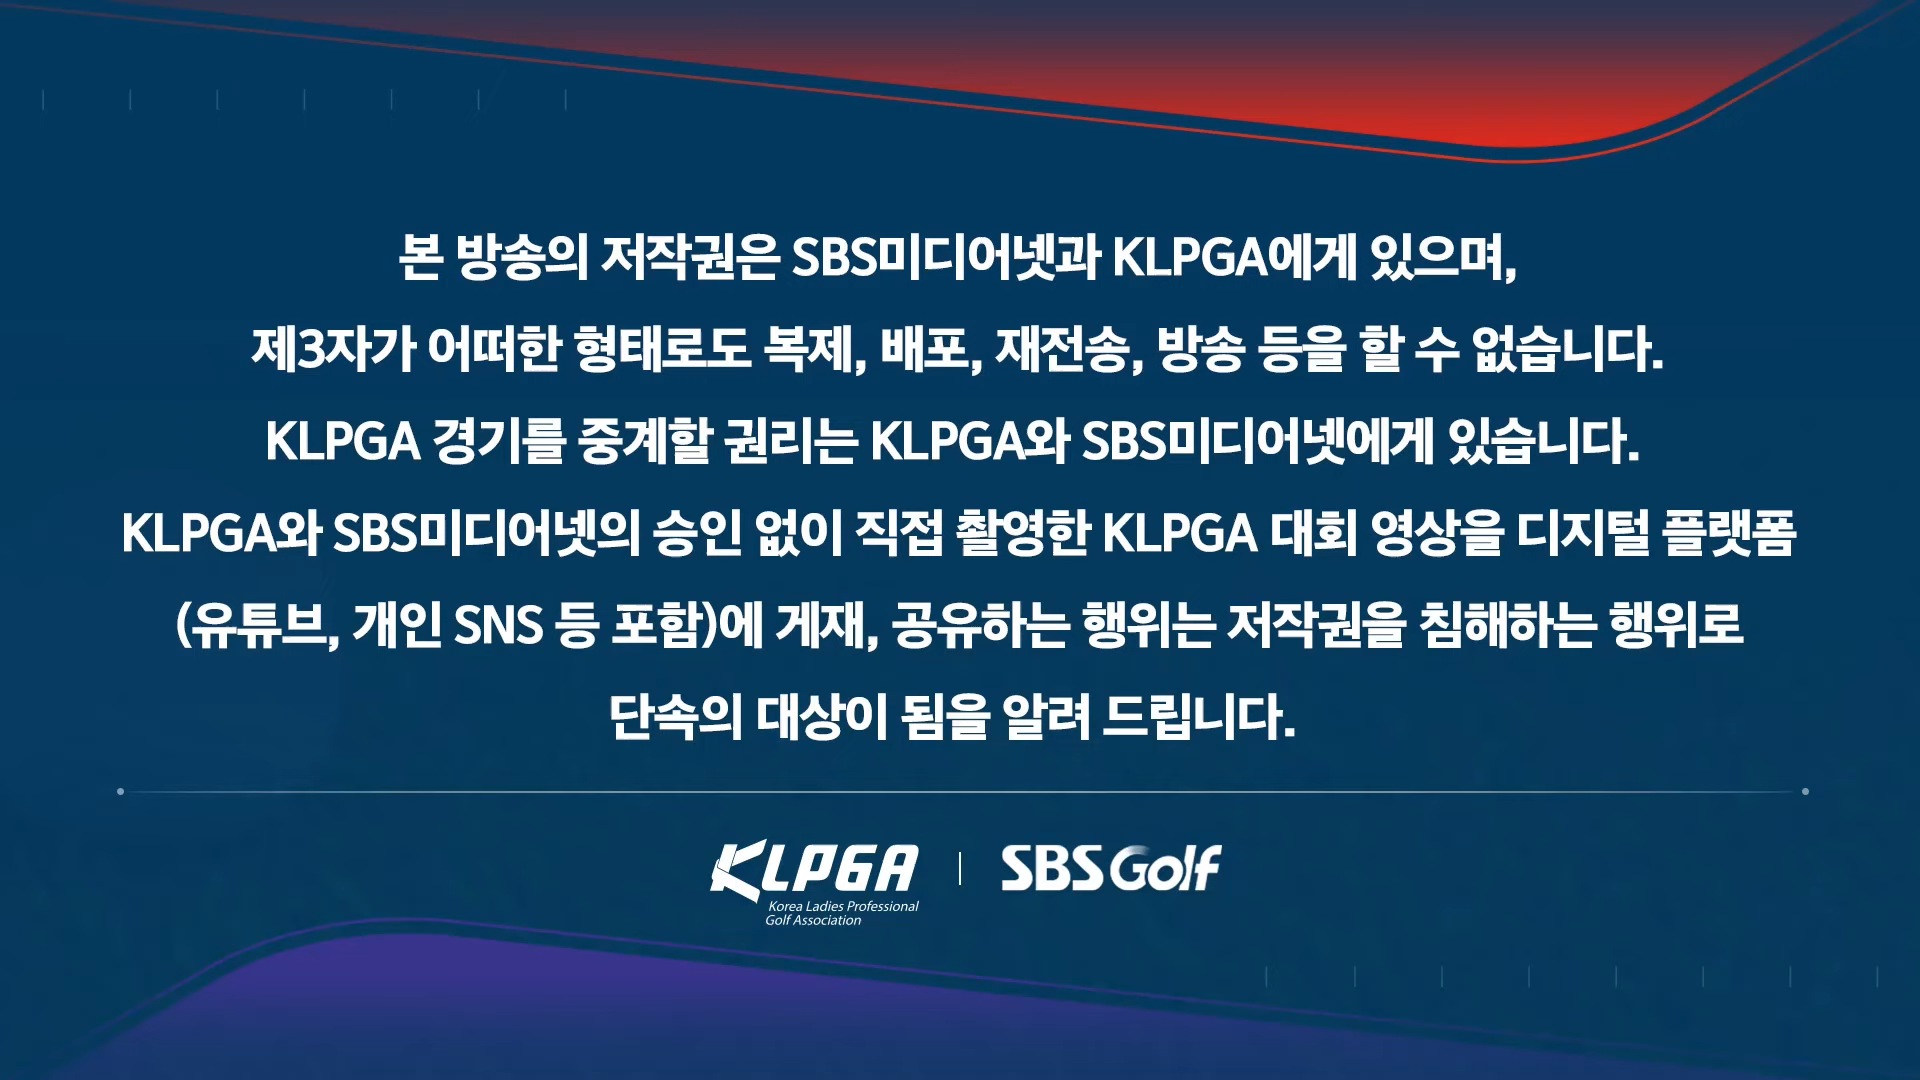 본 방송의 저작권은 SBS미디어넷과 KLPGA에게 있으며,
제3자가 어떠한 형태로도 복제, 배포, 재전송, 방송 등을 할 수 없습니다.
KLPGA 경기를 중계할 권리는 KLPGA와 SBS미디어넷에게 있습니다.
KLPGA와 SBS미디어넷의 승인 없이 직접 촬영한 KLPGA 대회 영상을 디지털 플랫폼
(유튜브, 개인 SNS 등 포함)에 게재, 공유하는 행위는 저작권을 침해하는 행위로
단속의 대상이 됨을 알려 드립니다.
KLPGA
Korea Ladies Professional
Golf Association
SBS Golf